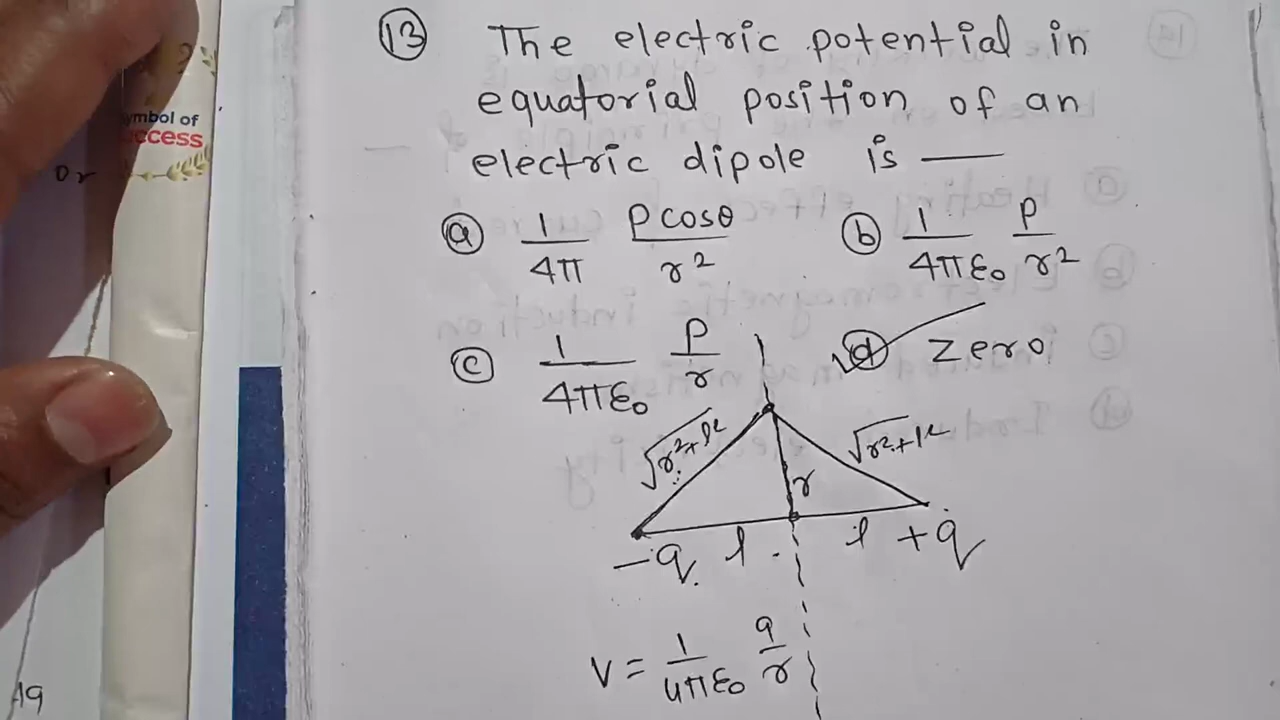 ymbol of
ccess
Or
⑬ The electric potential in
equatorial position of an
electric dipole is ——
ⓐ 1/4π Pcosθ/r² ⓑ 1/4πε₀ P/r²
ⓒ 1/4πε₀ P/r ⓓ Zero
√r²+l² √r²+l²
r
-q l l +q
V = 1/4πε₀ q/r
19